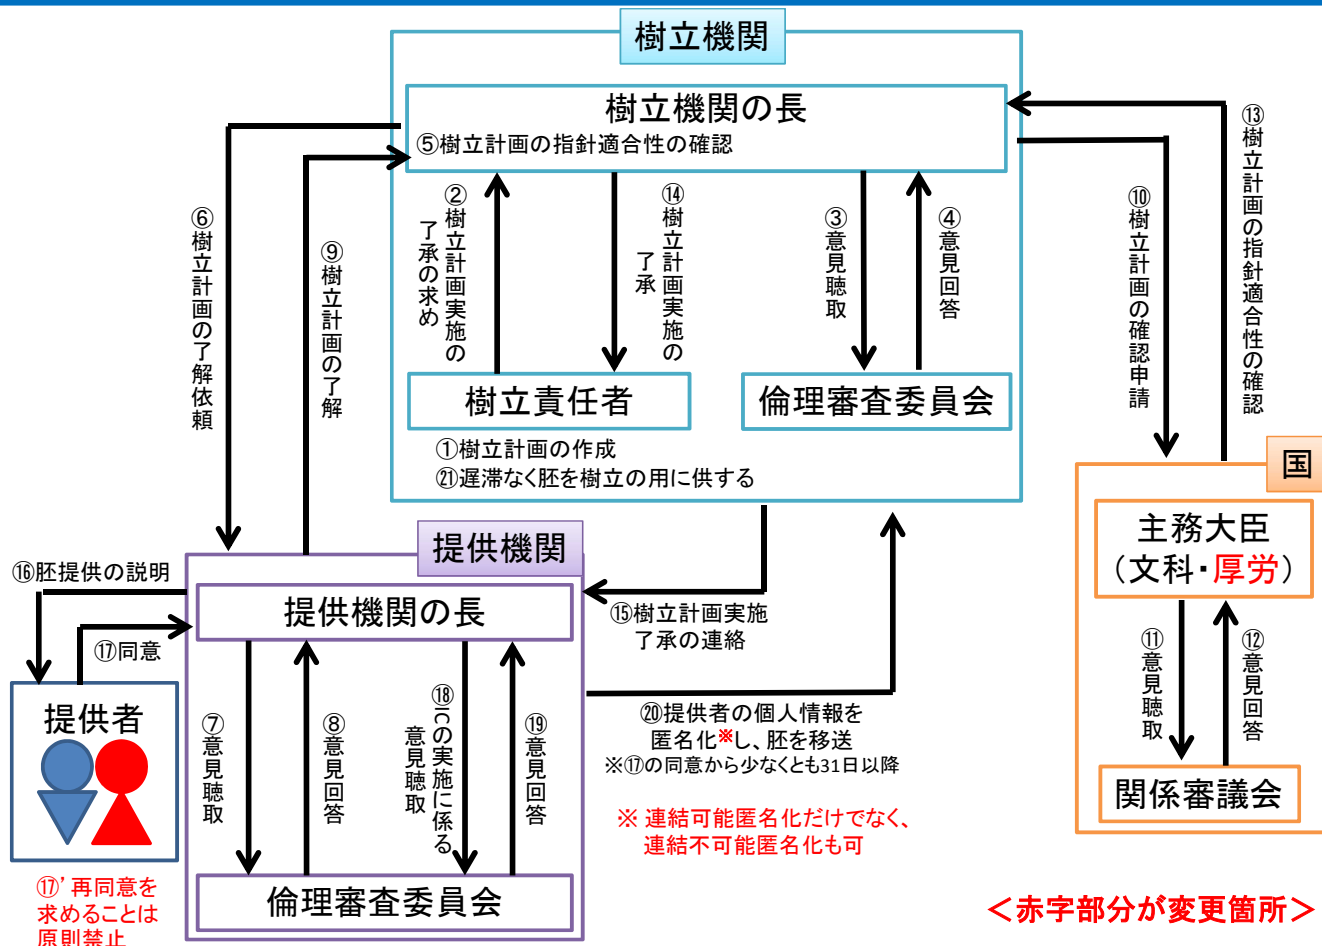 樹立機関
樹立機関の長
⑤樹立計画の指針適合性の確認
②樹立計画実施の
了承の求め
⑭樹立計画実施の
了承
③意見聴取
④意見回答
樹立責任者
倫理審査委員会
①樹立計画の作成
㉑遅滞なく胚を樹立の用に供する
⑥樹立計画の了解依頼
⑨樹立計画の了解
⑩樹立計画の確認申請
⑬樹立計画の指針適合性の確認
国
主務大臣
（文科・厚労）
⑪意見聴取
⑫意見回答
関係審議会
提供機関
提供機関の長
⑯胚提供の説明
⑰同意
提供者
⑰’再同意を
求めることは
原則禁止
⑦意見聴取
⑧意見回答
⑱ICの実施に係る
意見聴取
⑲意見回答
倫理審査委員会
⑮樹立計画実施
了承の連絡
⑳提供者の個人情報を
匿名化※し、胚を移送
※⑰の同意から少なくとも31日以降
※ 連結可能匿名化だけでなく、
連結不可能匿名化も可
＜赤字部分が変更箇所＞